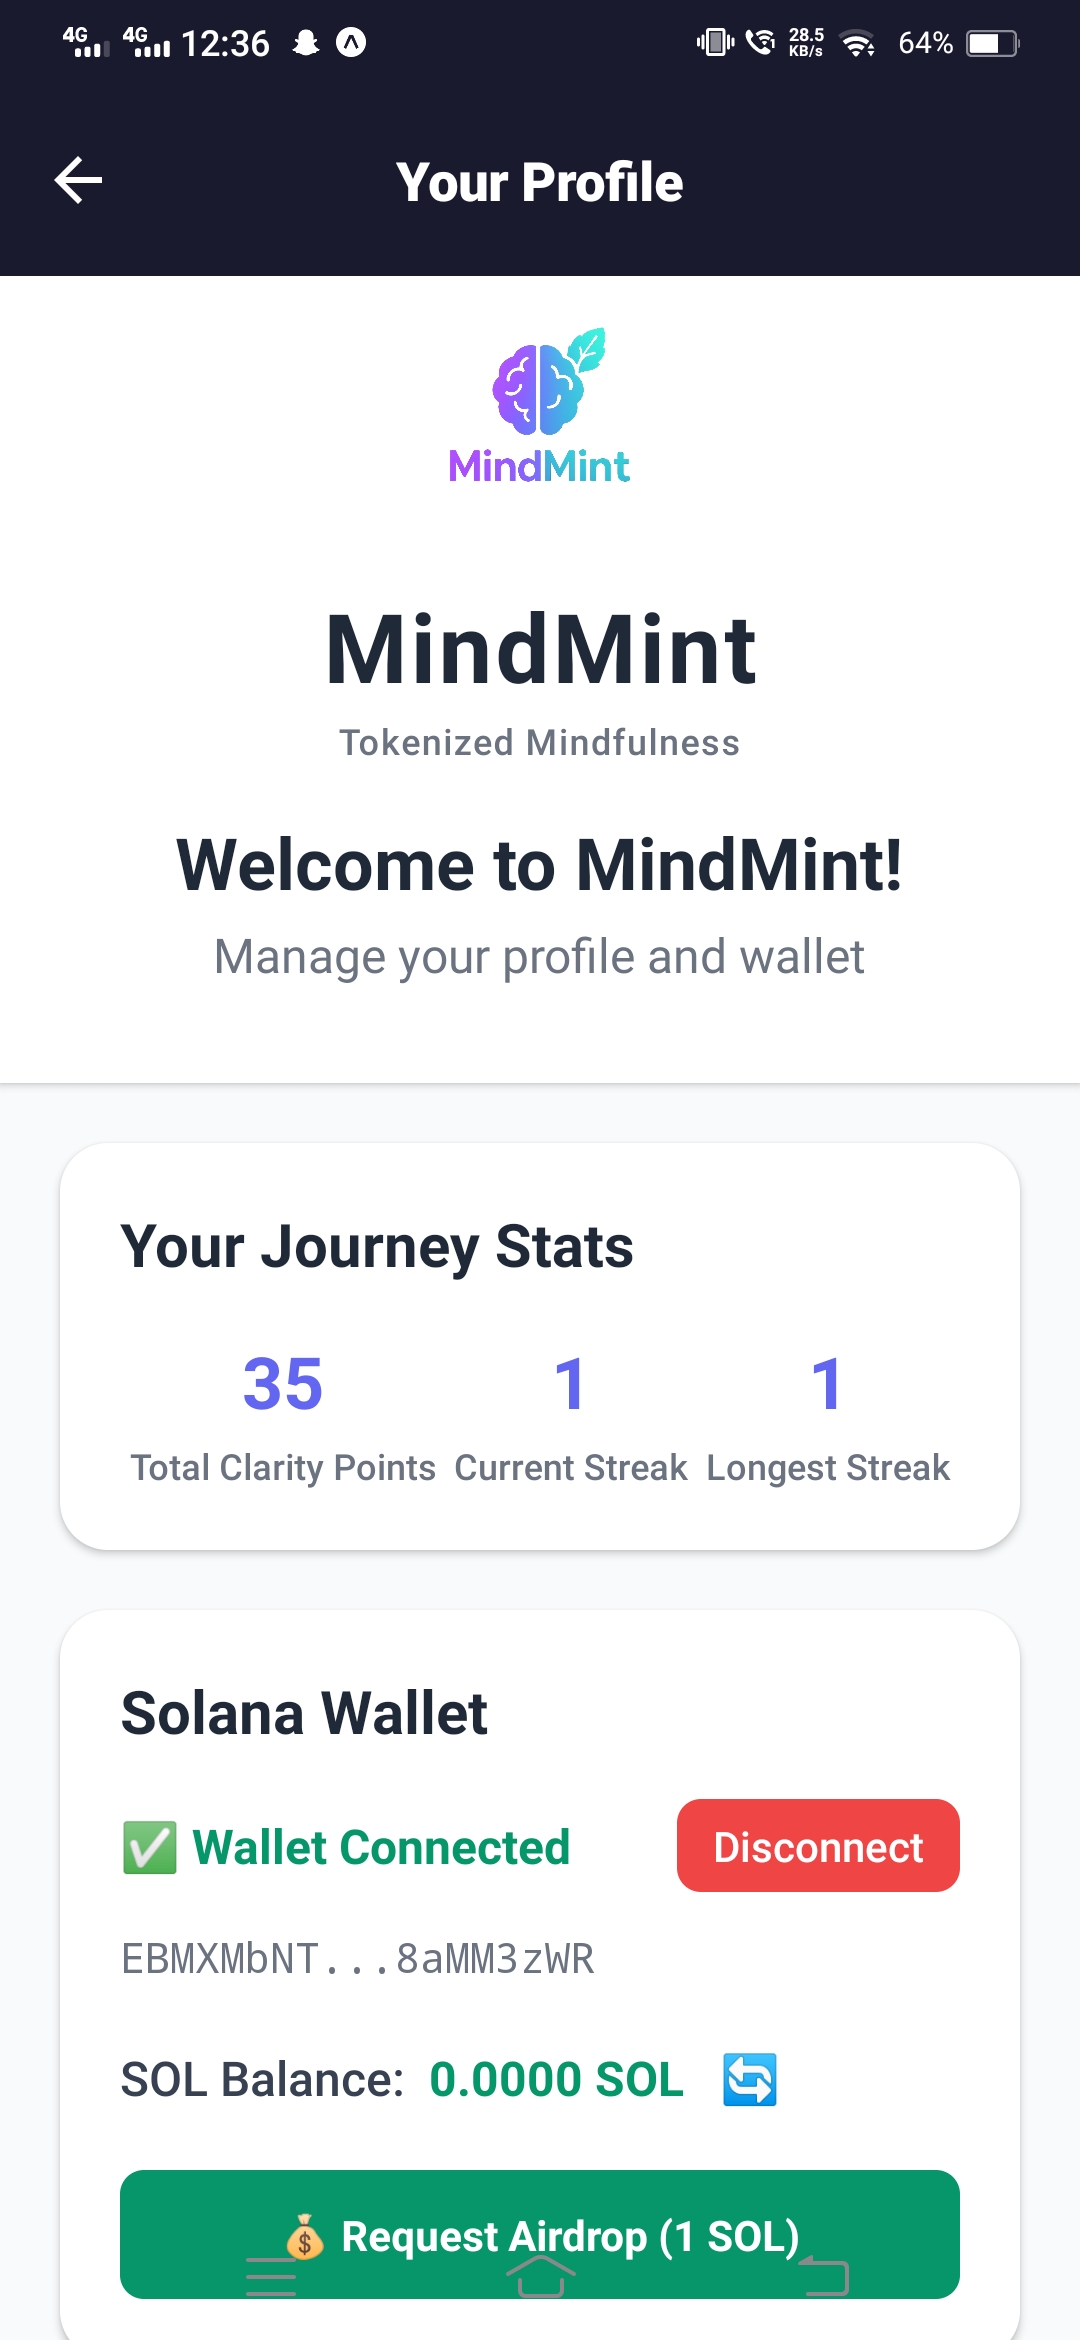 4G 4G 12:36 28.5 KB/s 64%
Your Profile
MindMint
MindMint
Tokenized Mindfulness
Welcome to MindMint!
Manage your profile and wallet
Your Journey Stats
35 1 1
Total Clarity Points Current Streak Longest Streak
Solana Wallet
✅ Wallet Connected Disconnect
EBMXMbNT...8aMM3zWR
SOL Balance: 0.0000 SOL 🔄
💰 Request Airdrop (1 SOL)